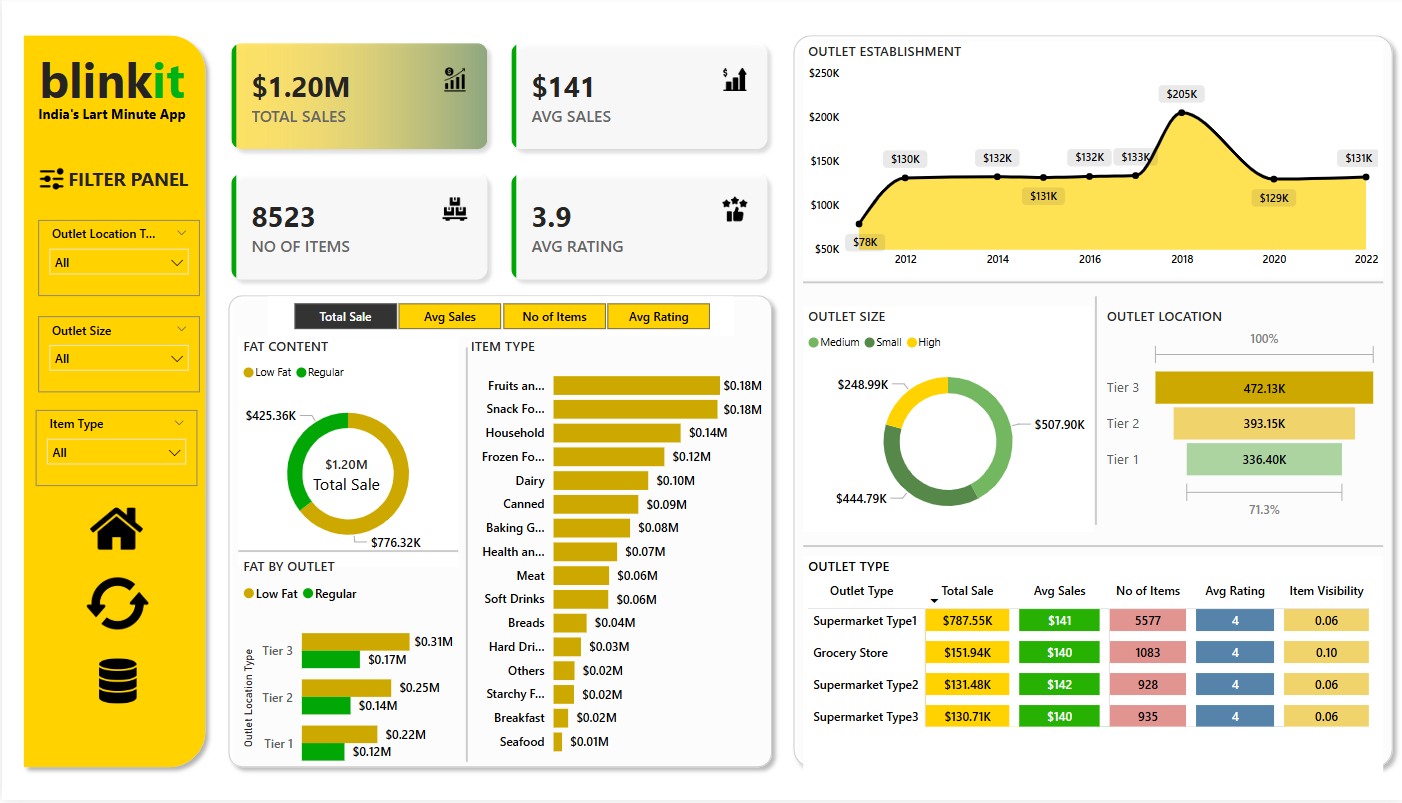 blinkit
India's Lart Minute App
FILTER PANEL
Outlet Location T...
All
Outlet Size
All
Item Type
All
$1.20M
TOTAL SALES
$141
AVG SALES
8523
NO OF ITEMS
3.9
AVG RATING
Total Sale Avg Sales No of Items Avg Rating
FAT CONTENT
Low Fat Regular
$425.36K
$1.20M
Total Sale
$776.32K
FAT BY OUTLET
Low Fat Regular
Outlet Location Type
Tier 3 $0.31M
$0.17M
Tier 2 $0.25M
$0.14M
Tier 1 $0.22M
$0.12M
ITEM TYPE
Fruits an... $0.18M
Snack Fo... $0.18M
Household $0.14M
Frozen Fo... $0.12M
Dairy $0.10M
Canned $0.09M
Baking G... $0.08M
Health an... $0.07M
Meat $0.06M
Soft Drinks $0.06M
Breads $0.04M
Hard Dri... $0.03M
Others $0.02M
Starchy F... $0.02M
Breakfast $0.02M
Seafood $0.01M
OUTLET ESTABLISHMENT
$250K
$200K
$150K
$100K
$50K
$78K
$130K
$132K
$131K
$132K
$133K
$205K
$129K
$131K
2012 2014 2016 2018 2020 2022
OUTLET SIZE
Medium Small High
$248.99K
$507.90K
$444.79K
OUTLET LOCATION
100%
Tier 3 472.13K
Tier 2 393.15K
Tier 1 336.40K
71.3%
OUTLET TYPE
Outlet Type Total Sale Avg Sales No of Items Avg Rating Item Visibility
Supermarket Type1 $787.55K $141 5577 4 0.06
Grocery Store $151.94K $140 1083 4 0.10
Supermarket Type2 $131.48K $142 928 4 0.06
Supermarket Type3 $130.71K $140 935 4 0.06